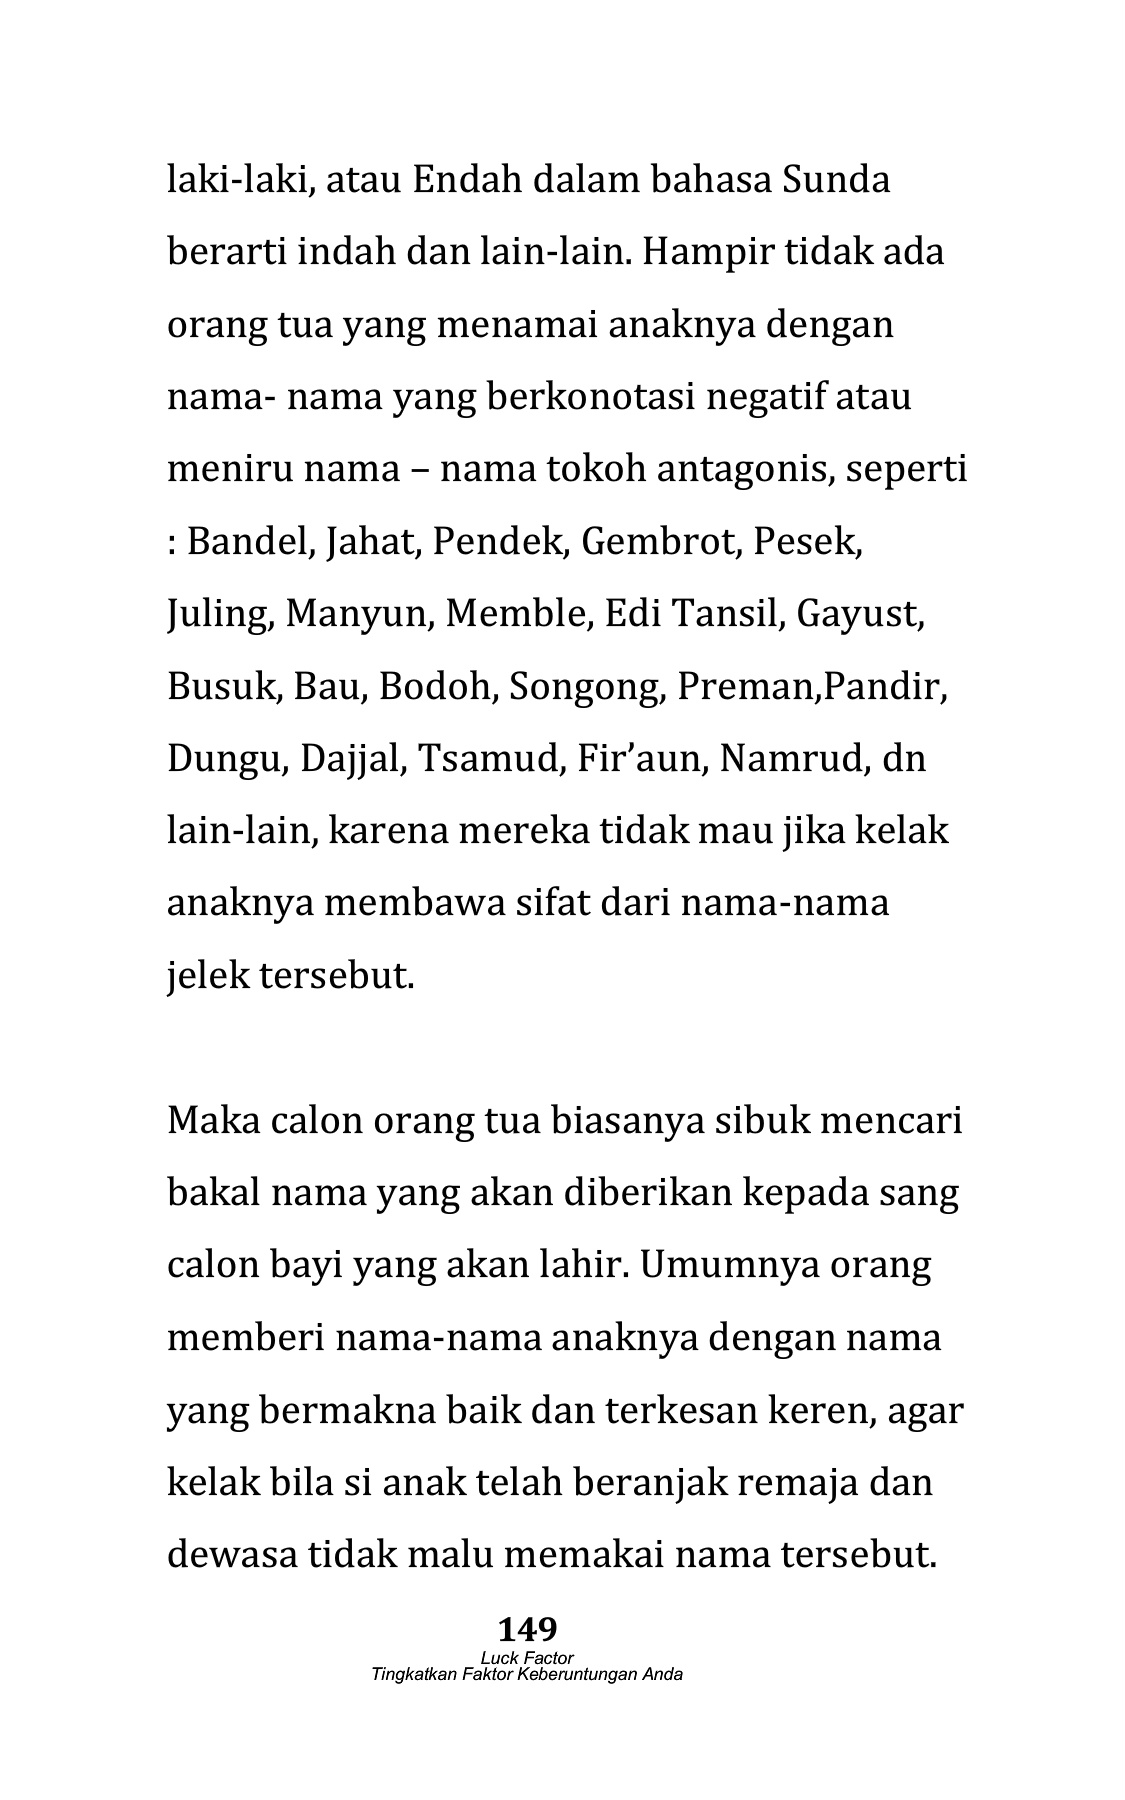 laki-laki, atau Endah dalam bahasa Sunda
berarti indah dan lain-lain. Hampir tidak ada
orang tua yang menamai anaknya dengan
nama- nama yang berkonotasi negatif atau
meniru nama – nama tokoh antagonis, seperti
: Bandel, Jahat, Pendek, Gembrot, Pesek,
Juling, Manyun, Memble, Edi Tansil, Gayust,
Busuk, Bau, Bodoh, Songong, Preman,Pandir,
Dungu, Dajjal, Tsamud, Fir’aun, Namrud, dn
lain-lain, karena mereka tidak mau jika kelak
anaknya membawa sifat dari nama-nama
jelek tersebut.
Maka calon orang tua biasanya sibuk mencari
bakal nama yang akan diberikan kepada sang
calon bayi yang akan lahir. Umumnya orang
memberi nama-nama anaknya dengan nama
yang bermakna baik dan terkesan keren, agar
kelak bila si anak telah beranjak remaja dan
dewasa tidak malu memakai nama tersebut.
149
Luck Factor
Tingkatkan Faktor Keberuntungan Anda